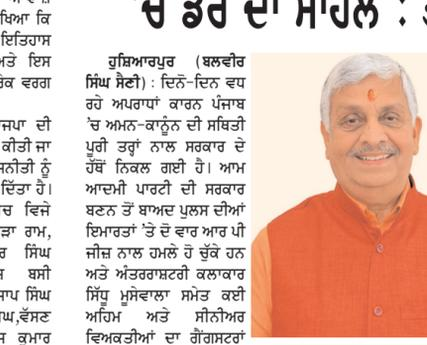 'ਚ ਡਰ ਦਾ ਮਾਹੌਲ :
ਖਿਆ ਕਿ
ਇਤਿਹਾਸ
ਅਤੇ ਇਸ
ਰੇਕ ਵਰਗ
ਾਜਪਾ ਦੀ
ਕੀਤੀ ਜਾ
ਜਨੀਤੀ ਨੂੰ
ਦਿੱਤਾ ਹੈ।
ਚ ਵਿਜੇ
ੜਾ ਰਾਮ,
ਰ ਸਿੰਘ
ਬਸੀ
ਤਾਪ ਸਿੰਘ
ਘ,ਵੱਸਣ
ਸ ਕੁਮਾਰ
ਹੁਸ਼ਿਆਰਪੁਰ (ਬਲਵੀਰ
ਸਿੰਘ ਸੈਣੀ) : ਦਿਨੋ-ਦਿਨ ਵਧ
ਰਹੇ ਅਪਰਾਧਾਂ ਕਾਰਨ ਪੰਜਾਬ
'ਚ ਅਮਨ-ਕਾਨੂੰਨ ਦੀ ਸਥਿਤੀ
ਪੂਰੀ ਤਰ੍ਹਾਂ ਨਾਲ ਸਰਕਾਰ ਦੇ
ਹੱਥੋਂ ਨਿਕਲ ਗਈ ਹੈ। ਆਮ
ਆਦਮੀ ਪਾਰਟੀ ਦੀ ਸਰਕਾਰ
ਬਣਨ ਤੋਂ ਬਾਅਦ ਪੁਲਸ ਦੀਆਂ
ਇਮਾਰਤਾਂ 'ਤੇ ਦੋ ਵਾਰ ਆਰ ਪੀ
ਜੀਜ਼ ਨਾਲ ਹਮਲੇ ਹੋ ਚੁੱਕੇ ਹਨ
ਅਤੇ ਅੰਤਰਰਾਸ਼ਟਰੀ ਕਲਾਕਾਰ
ਸਿੱਧੂ ਮੂਸੇਵਾਲਾ ਸਮੇਤ ਕਈ
ਅਹਿਮ ਅਤੇ ਸੀਨੀਅਰ
ਵਿਅਕਤੀਆਂ ਦਾ ਗੈਂਗਸਟਰਾਂ